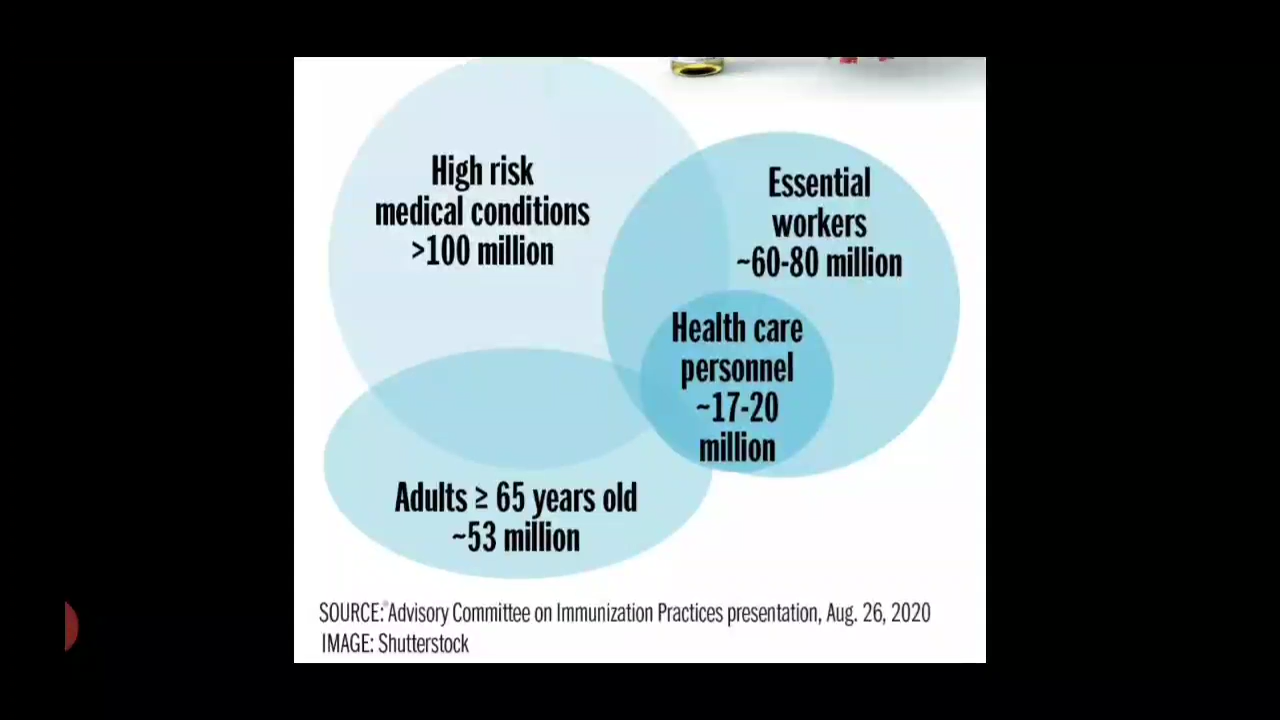 High risk
medical conditions
>100 million
Essential
workers
~60-80 million
Health care
personnel
~17-20
million
Adults ≥ 65 years old
~53 million
SOURCE: Advisory Committee on Immunization Practices presentation, Aug. 26, 2020
IMAGE: Shutterstock